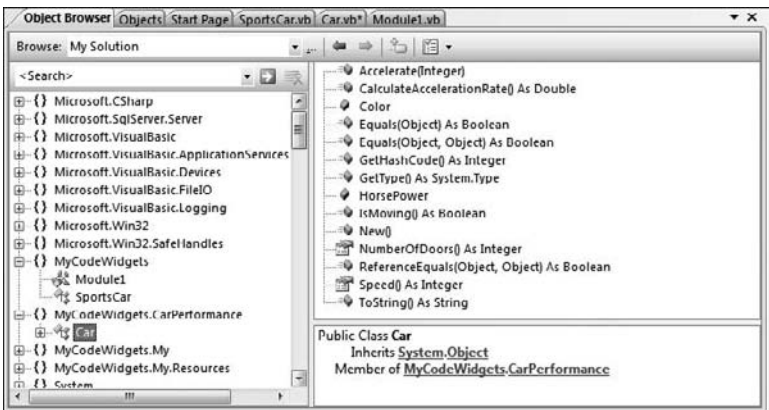 Object Browser Objects Start Page SportsCar.vb Car.vb* Module1.vb
Browse: My Solution
<Search>
{} Microsoft.CSharp
{} Microsoft.SqlServer.Server
{} Microsoft.VisualBasic
{} Microsoft.VisualBasic.ApplicationServices
{} Microsoft.VisualBasic.Devices
{} Microsoft.VisualBasic.FileIO
{} Microsoft.VisualBasic.Logging
{} Microsoft.Win32
{} Microsoft.Win32.SafeHandles
{} MyCodeWidgets
Module1
SportsCar
{} MyCodeWidgets.CarPerformance
Car
{} MyCodeWidgets.My
{} MyCodeWidgets.My.Resources
{} System
Accelerate(Integer)
CalculateAccelerationRate() As Double
Color
Equals(Object) As Boolean
Equals(Object, Object) As Boolean
GetHashCode() As Integer
GetType() As System.Type
HorsePower
IsMoving() As Boolean
New()
NumberOfDoors() As Integer
ReferenceEquals(Object, Object) As Boolean
Speed() As Integer
ToString() As String
Public Class Car
Inherits System.Object
Member of MyCodeWidgets.CarPerformance